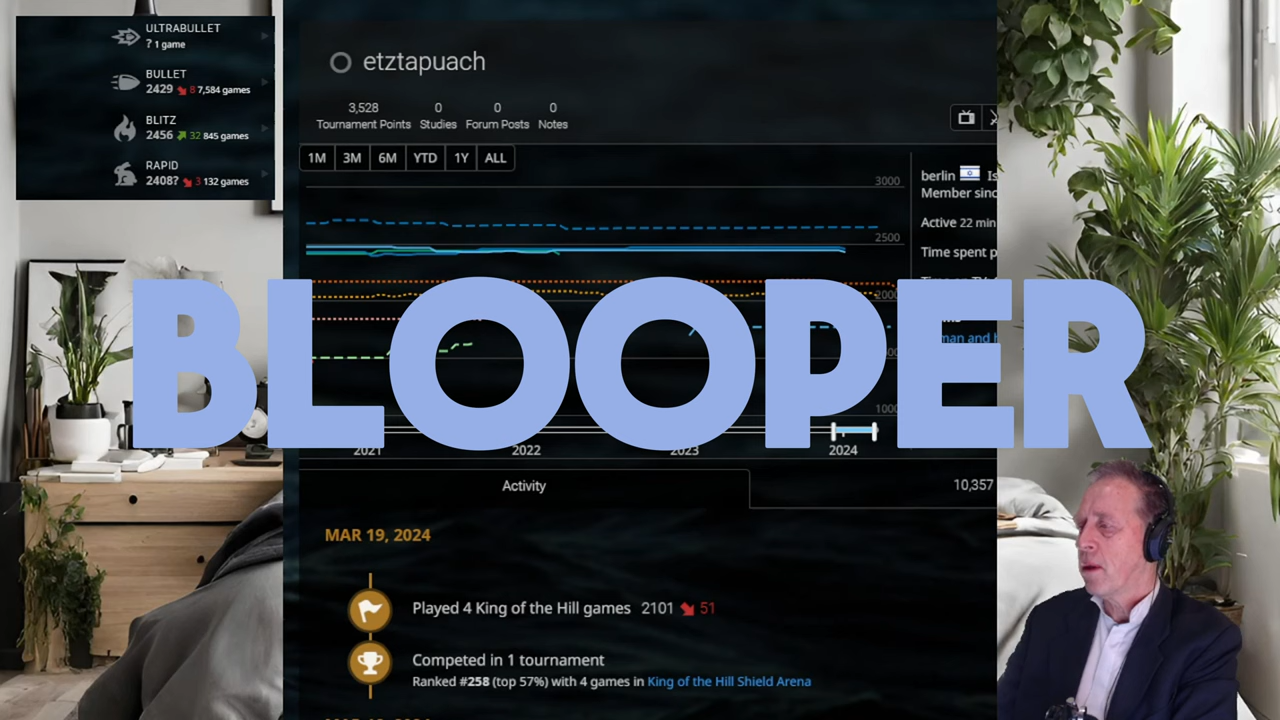 ULTRABULLET
? 1 game
BULLET
2429 8 7,584 games
BLITZ
2456 32 845 games
RAPID
2408? 3 132 games
etztapuach
3,528 0 0 0
Tournament Points Studies Forum Posts Notes
1M 3M 6M YTD 1Y ALL
3000
2500
2000
1000
berlin Is
Member sinc
Active 22 min
Time spent p
man and h
BLOOPER
2021 2022 2023 2024
Activity
10,357
MAR 19, 2024
Played 4 King of the Hill games 2101 51
Competed in 1 tournament
Ranked #258 (top 57%) with 4 games in King of the Hill Shield Arena